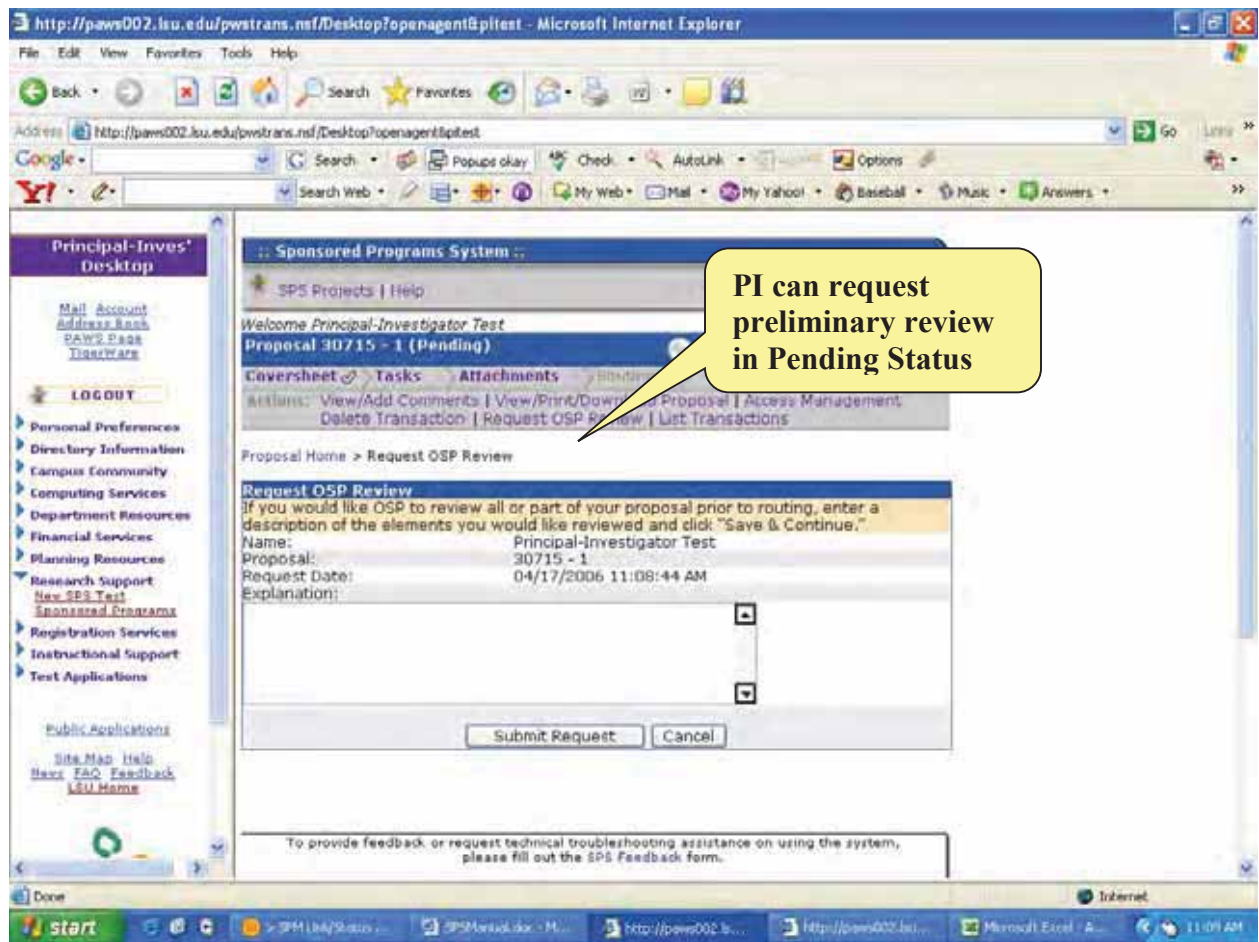 http://paws002.lsu.edu/pwstrans.nsf/Desktop?openagent&pitest - Microsoft Internet Explorer
File Edit View Favorites Tools Help
Back Search Favorites
Address http://paws002.lsu.edu/pwstrans.nsf/Desktop?openagent&pitest Go Links »
Google Search Popups okay Check AutoLink Options
Y! Search Web My Web Mail My Yahoo! Baseball Music Answers »
Principal-Inves'
Desktop
Mail Account
Address Book
PAWS Page
TigerWare
LOGOUT
Personal Preferences
Directory Information
Campus Community
Computing Services
Department Resources
Financial Services
Planning Resources
Research Support
New SPS Test
Sponsored Programs
Registration Services
Instructional Support
Test Applications
Public Applications
Site Map Help
News FAQ Feedback
LSU Home
:: Sponsored Programs System ::
SPS Projects | Help
Welcome Principal-Investigator Test
Proposal 30715 - 1 (Pending)
Coversheet Tasks Attachments
Actions: View/Add Comments | View/Print/Download Proposal | Access Management
Delete Transaction | Request OSP Review | List Transactions
PI can request
preliminary review
in Pending Status
Proposal Home > Request OSP Review
Request OSP Review
If you would like OSP to review all or part of your proposal prior to routing, enter a
description of the elements you would like reviewed and click "Save & Continue."
Name: Principal-Investigator Test
Proposal: 30715 - 1
Request Date: 04/17/2006 11:08:44 AM
Explanation:
Submit Request Cancel
To provide feedback or request technical troubleshooting assistance on using the system,
please fill out the SPS Feedback form.
Done Internet
start SPSManual.doc - M... http://paws002.ls... http://paws002.lsu... Microsoft Excel - A... 11:09 AM